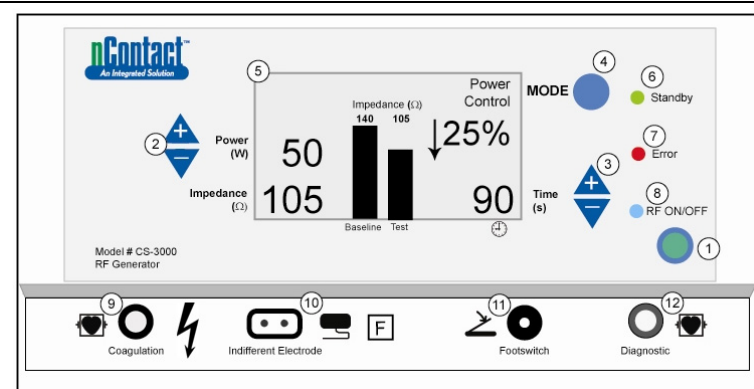 nContact™
An Integrated Solution
5
4
MODE
6
Standby
7
Error
8
RF ON/OFF
1
2
Power
(W)
50
Impedance
(Ω)
105
Impedance (Ω)
140 105
Baseline Test
Power
Control
↓25%
90
3
Time
(s)
Model # CS-3000
RF Generator
9
Coagulation
10
Indifferent Electrode
F
11
Footswitch
12
Diagnostic